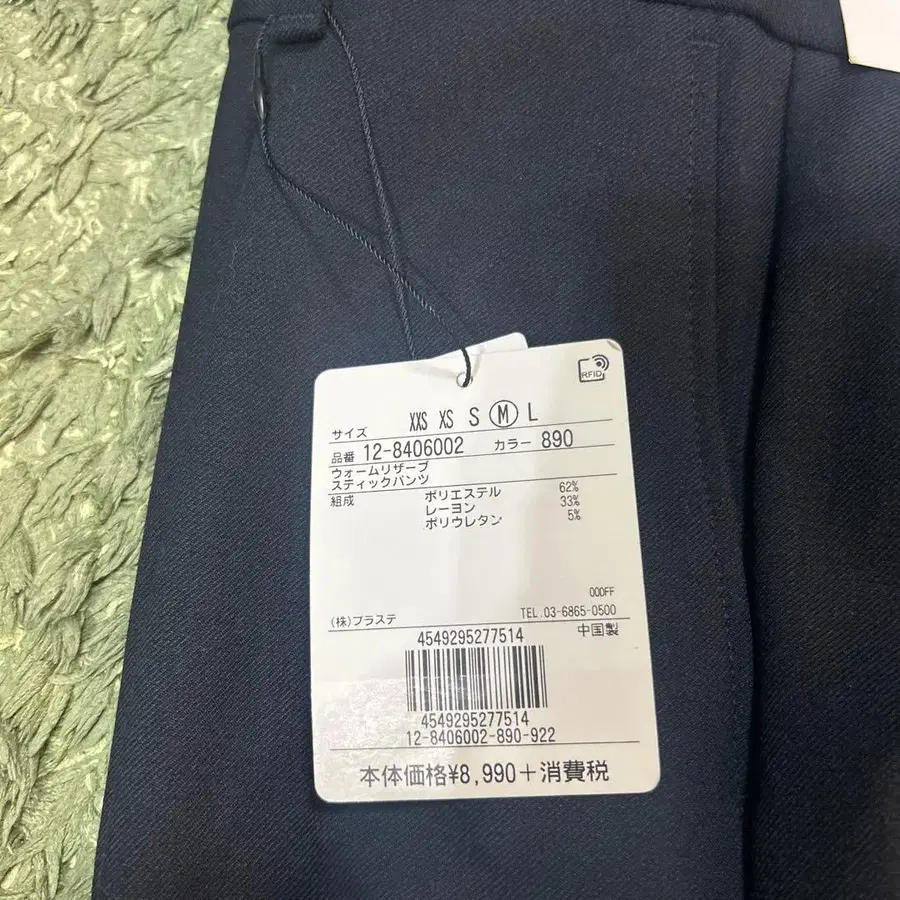 RFID
サイズ XXS XS S M L
品番 12-8406002 カラー 890
ウォームリザーブ
スティックパンツ
組成 ポリエステル 62%
レーヨン 33%
ポリウレタン 5%
000FF
(株)プラステ TEL.03-6865-0500
4549295277514 中国製
4549295277514
12-8406002-890-922
本体価格¥8,990+消費税